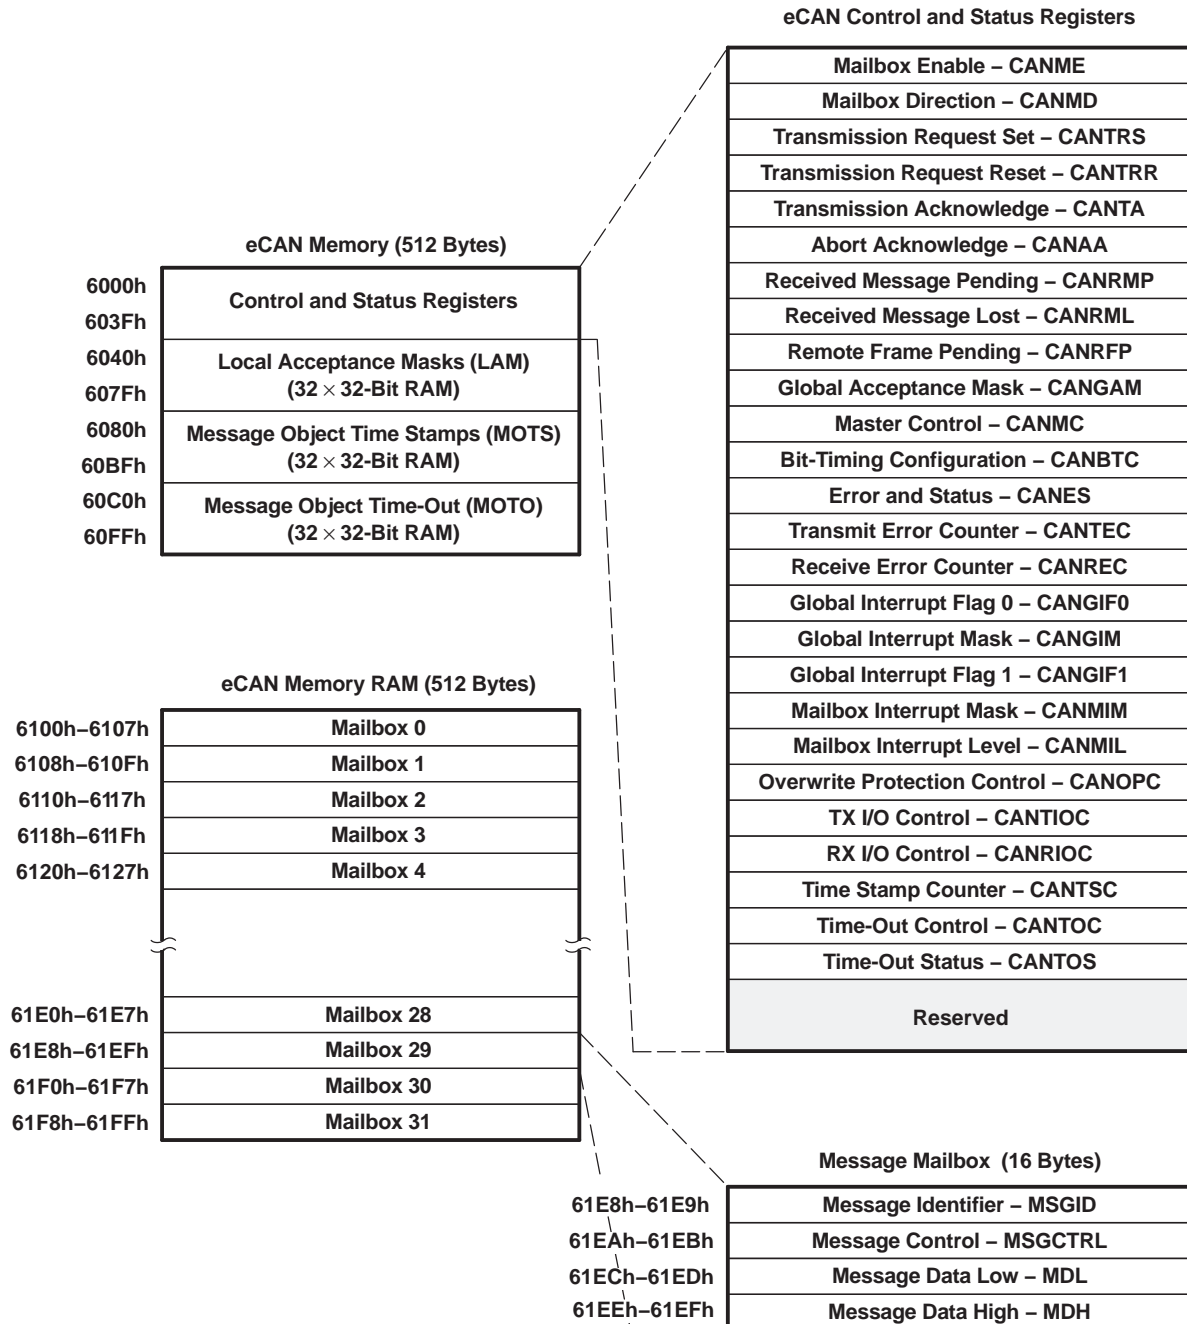 eCAN Control and Status Registers
Mailbox Enable – CANME
Mailbox Direction – CANMD
Transmission Request Set – CANTRS
Transmission Request Reset – CANTRR
Transmission Acknowledge – CANTA
Abort Acknowledge – CANAA
Received Message Pending – CANRMP
Received Message Lost – CANRML
Remote Frame Pending – CANRFP
Global Acceptance Mask – CANGAM
Master Control – CANMC
Bit-Timing Configuration – CANBTC
Error and Status – CANES
Transmit Error Counter – CANTEC
Receive Error Counter – CANREC
Global Interrupt Flag 0 – CANGIF0
Global Interrupt Mask – CANGIM
Global Interrupt Flag 1 – CANGIF1
Mailbox Interrupt Mask – CANMIM
Mailbox Interrupt Level – CANMIL
Overwrite Protection Control – CANOPC
TX I/O Control – CANTIOC
RX I/O Control – CANRIOC
Time Stamp Counter – CANTSC
Time-Out Control – CANTOC
Time-Out Status – CANTOS
Reserved
eCAN Memory (512 Bytes)
6000h
Control and Status Registers
603Fh
6040h
Local Acceptance Masks (LAM)
(32 × 32-Bit RAM)
607Fh
6080h
Message Object Time Stamps (MOTS)
(32 × 32-Bit RAM)
60BFh
60C0h
Message Object Time-Out (MOTO)
(32 × 32-Bit RAM)
60FFh
eCAN Memory RAM (512 Bytes)
6100h–6107h Mailbox 0
6108h–610Fh Mailbox 1
6110h–6117h Mailbox 2
6118h–611Fh Mailbox 3
6120h–6127h Mailbox 4
61E0h–61E7h Mailbox 28
61E8h–61EFh Mailbox 29
61F0h–61F7h Mailbox 30
61F8h–61FFh Mailbox 31
Message Mailbox (16 Bytes)
61E8h–61E9h Message Identifier – MSGID
61EAh–61EBh Message Control – MSGCTRL
61ECh–61EDh Message Data Low – MDL
61EEh–61EFh Message Data High – MDH